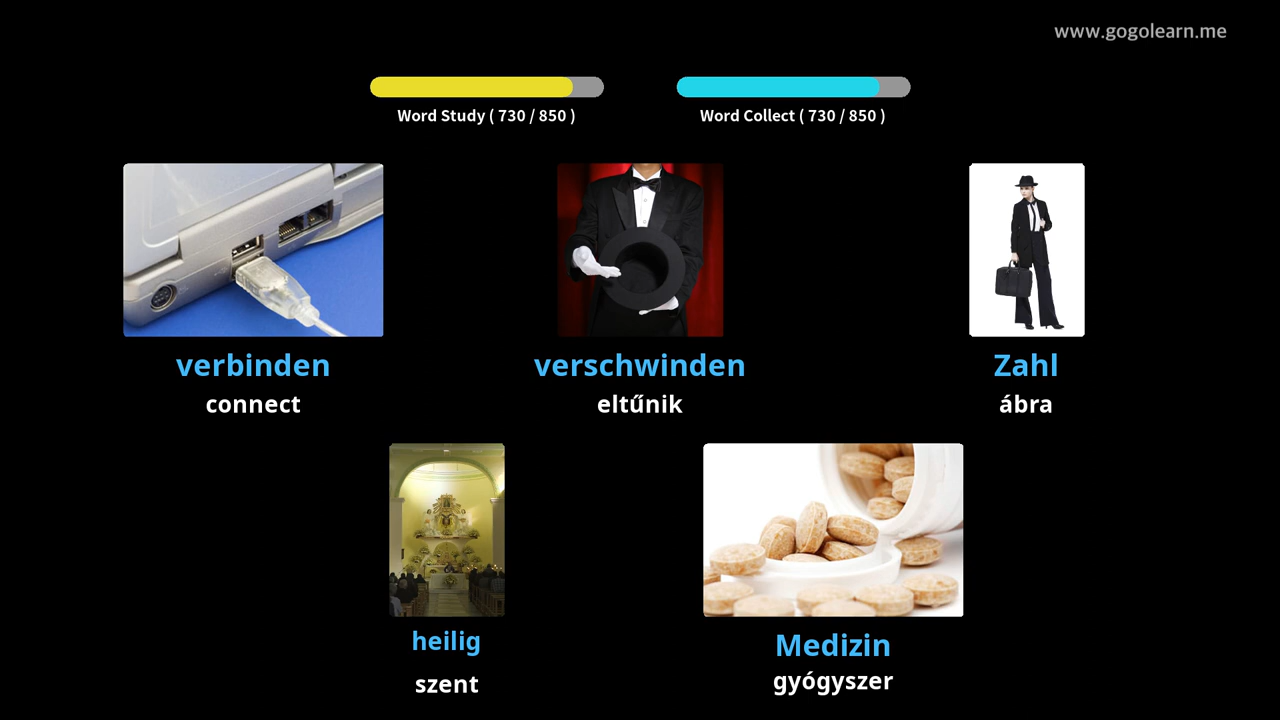 www.gogolearn.me
Word Study ( 730 / 850 )
Word Collect ( 730 / 850 )
verbinden
connect
verschwinden
eltűnik
Zahl
ábra
heilig
szent
Medizin
gyógyszer